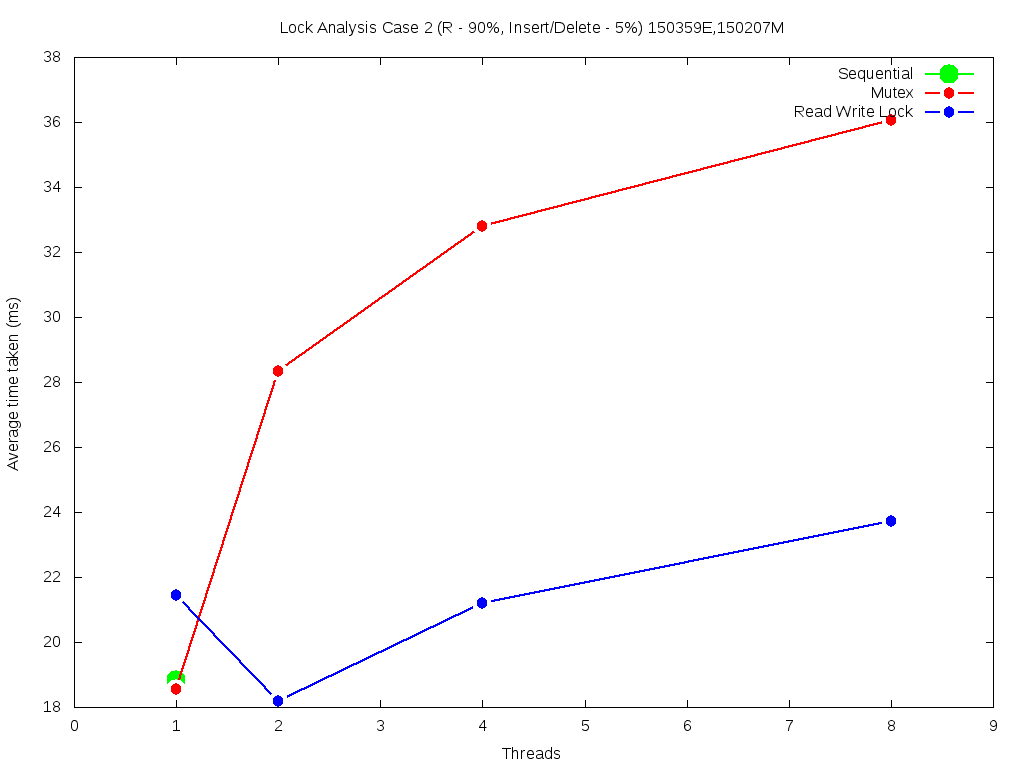 Lock Analysis Case 2 (R - 90%, Insert/Delete - 5%) 150359E,150207M
Sequential
Mutex
Read Write Lock
38
36
34
32
30
28
26
24
22
20
18
Average time taken (ms)
0 1 2 3 4 5 6 7 8 9
Threads